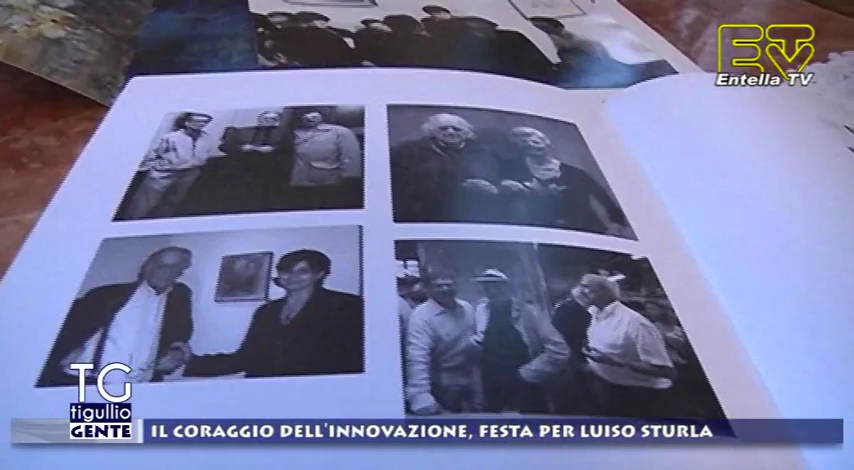 ETV
Entella TV
TG
tigullio
GENTE
IL CORAGGIO DELL'INNOVAZIONE, FESTA PER LUISO STURLA